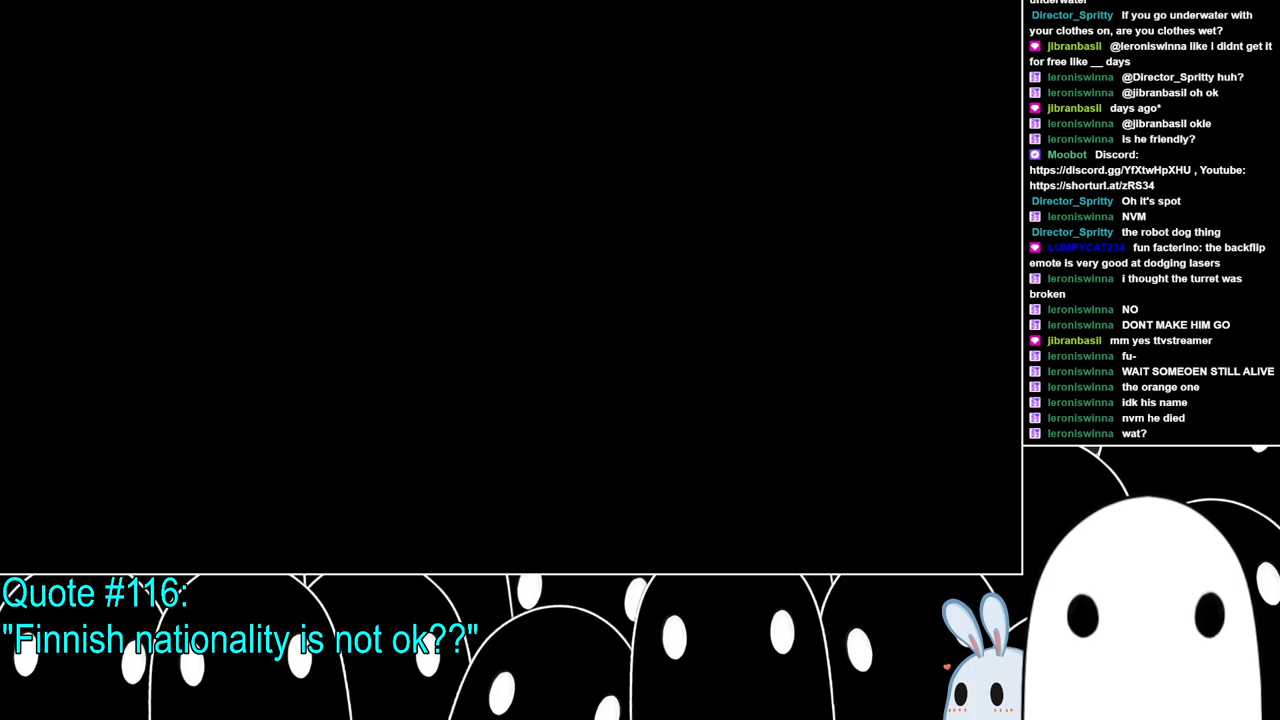 underwater
Director_Spritty If you go underwater with
your clothes on, are you clothes wet?
jibranbasil @leroniswinna like i didnt get it
for free like __ days
leroniswinna @Director_Spritty huh?
leroniswinna @jibranbasil oh ok
jibranbasil days ago*
leroniswinna @jibranbasil okie
leroniswinna is he friendly?
Moobot Discord:
https://discord.gg/YfXtwHpXHU , Youtube:
https://shorturl.at/zRS34
Director_Spritty Oh it's spot
leroniswinna NVM
Director_Spritty the robot dog thing
LUMPYCAT234 fun facterino: the backflip
emote is very good at dodging lasers
leroniswinna i thought the turret was
broken
leroniswinna NO
leroniswinna DONT MAKE HIM GO
jibranbasil mm yes ttvstreamer
leroniswinna fu-
leroniswinna WAIT SOMEOEN STILL ALIVE
leroniswinna the orange one
leroniswinna idk his name
leroniswinna nvm he died
leroniswinna wat?
Quote #116:
"Finnish nationality is not ok??"